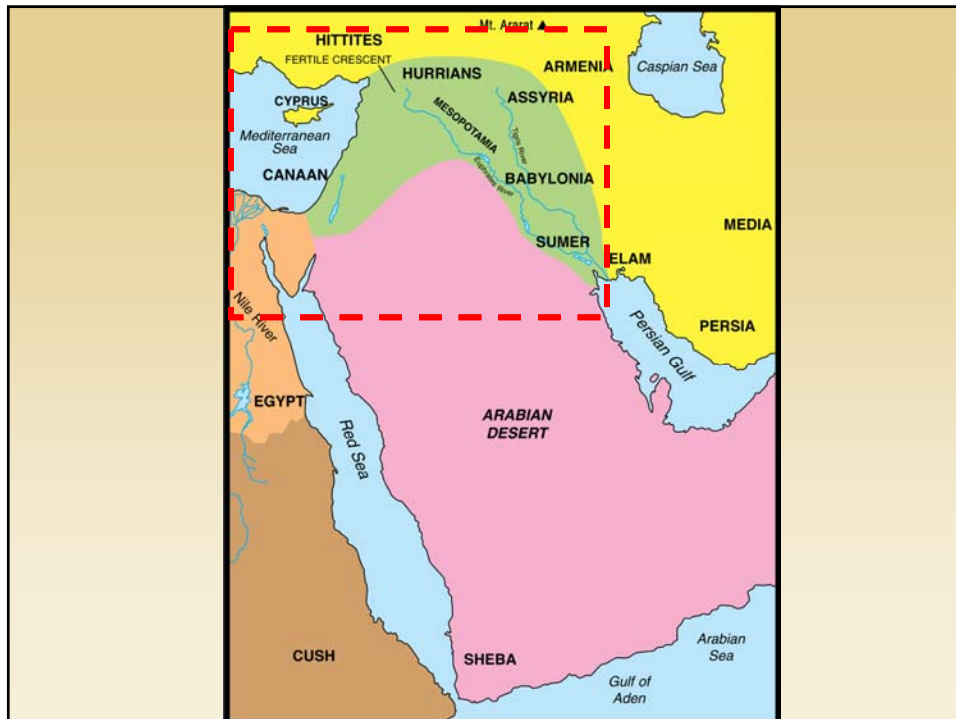 Mt. Ararat
HITTITES
FERTILE CRESCENT
HURRIANS
ARMENIA
Caspian Sea
ASSYRIA
CYPRUS
MESOPOTAMIA
Tigris River
Mediterranean
Sea
CANAAN
Euphrates River
BABYLONIA
MEDIA
SUMER
ELAM
Nile River
Persian Gulf
PERSIA
EGYPT
Red Sea
ARABIAN
DESERT
CUSH
SHEBA
Arabian
Sea
Gulf of
Aden